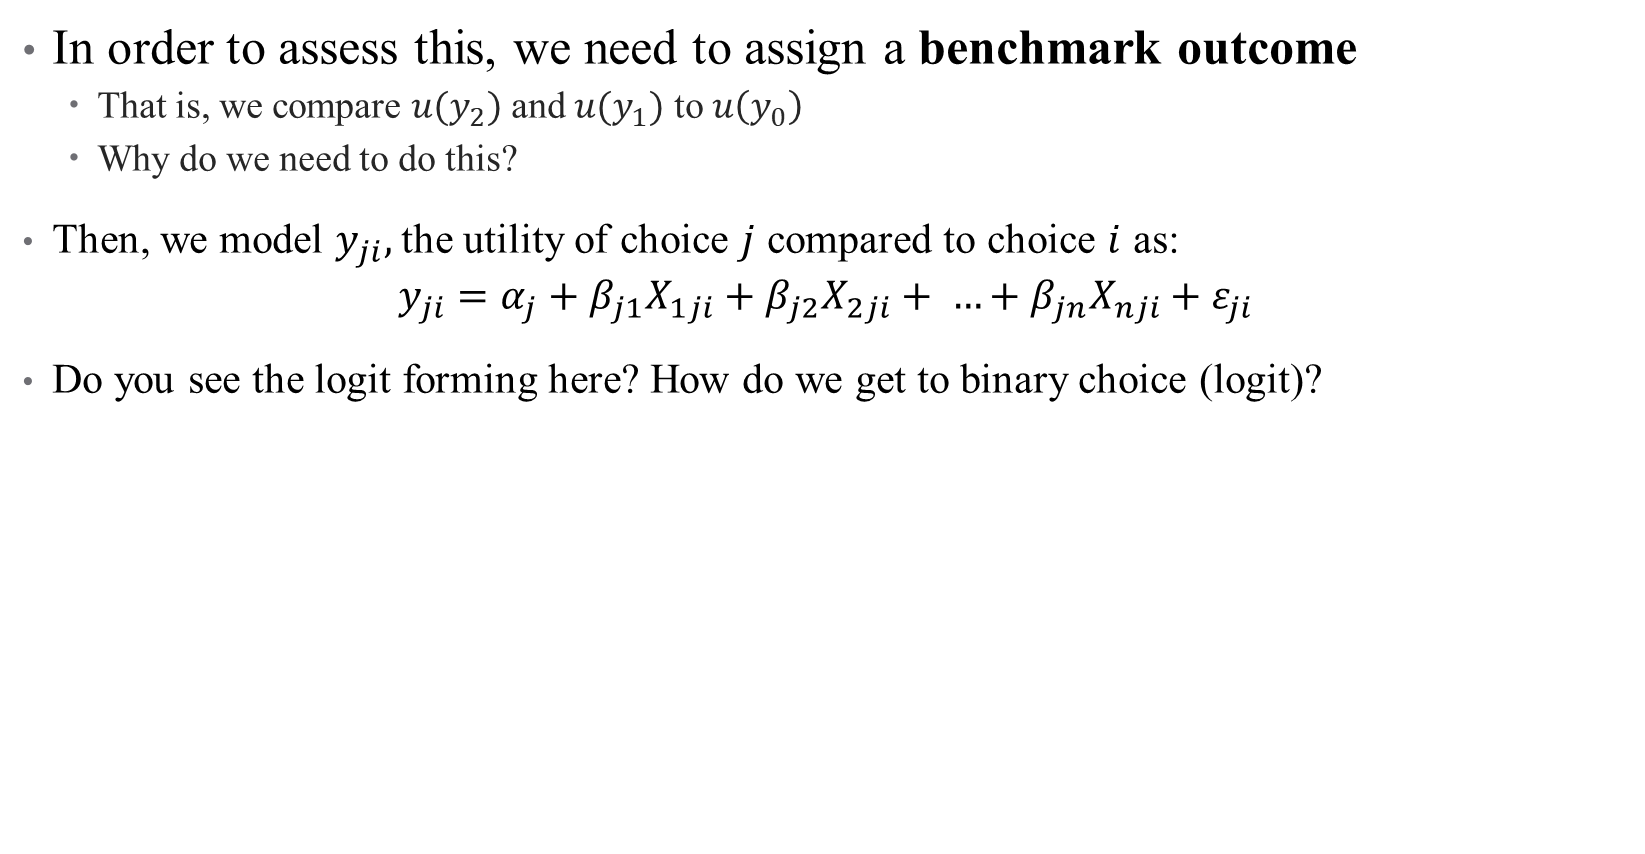 • In order to assess this, we need to assign a benchmark outcome
• That is, we compare 𝑢(𝑦₂) and 𝑢(𝑦₁) to 𝑢(𝑦₀)
• Why do we need to do this?
• Then, we model 𝑦ⱼᵢ, the utility of choice 𝑗 compared to choice 𝑖 as:
𝑦ⱼᵢ = 𝛼ⱼ + 𝛽ⱼ₁𝑋₁ⱼᵢ + 𝛽ⱼ₂𝑋₂ⱼᵢ + … + 𝛽ⱼₙ𝑋ₙⱼᵢ + 𝜀ⱼᵢ
• Do you see the logit forming here? How do we get to binary choice (logit)?